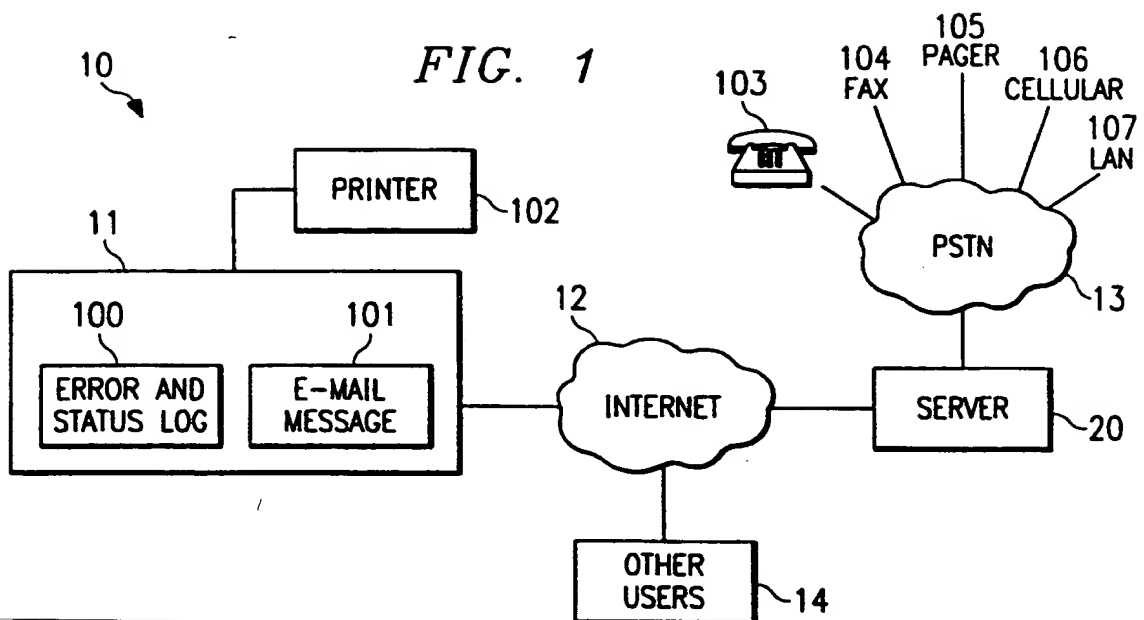 FIG. 1
10
PRINTER
102
11
100
ERROR AND
STATUS LOG
101
E-MAIL
MESSAGE
12
INTERNET
OTHER
USERS
14
SERVER
20
PSTN
13
103
104
FAX
105
PAGER
106
CELLULAR
107
LAN